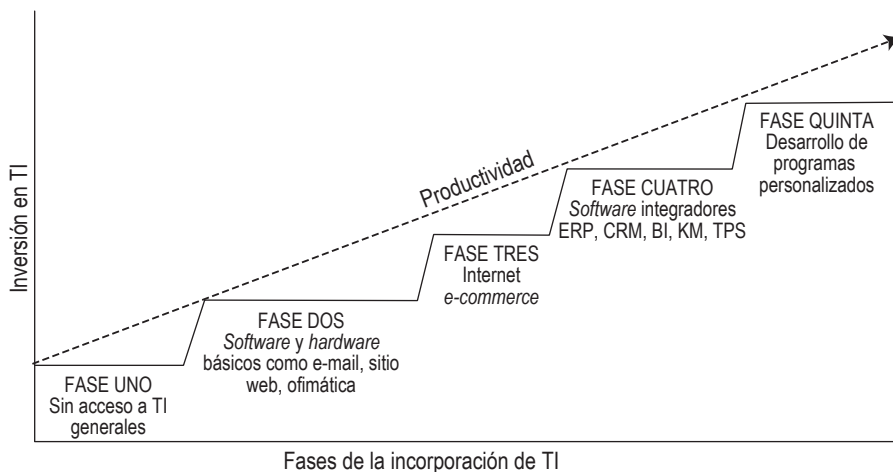 Inversión en TI
Productividad
FASE UNO
Sin acceso a TI
generales
FASE DOS
Software y hardware
básicos como e-mail, sitio
web, ofimática
FASE TRES
Internet
e-commerce
FASE CUATRO
Software integradores
ERP, CRM, BI, KM, TPS
FASE QUINTA
Desarrollo de
programas
personalizados
Fases de la incorporación de TI